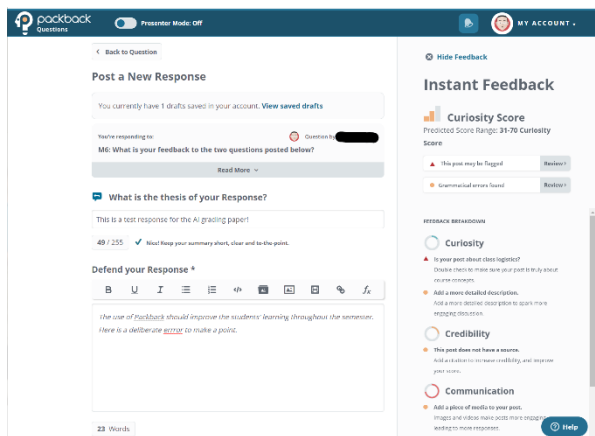 packback
Questions
Presenter Mode: Off
MY ACCOUNT
Back to Question
Post a New Response
You currently have 1 drafts saved in your account. View saved drafts
You're responding to:
Question by
M6: What is your feedback to the two questions posted below?
Read More
What is the thesis of your Response?
This is a test response for the AI grading paper!
49 / 255
Nice! Keep your summary short, clear and to-the-point.
Defend your Response *
B U I </> fx
The use of Packback should improve the students' learning throughout the semester.
Here is a deliberate errror to make a point.
23 Words
Hide Feedback
Instant Feedback
Curiosity Score
Predicted Score Range: 31-70 Curiosity
Score
This post may be flagged
Review
Grammatical errors found
Review
FEEDBACK BREAKDOWN
Curiosity
Is your post about class logistics?
Double check to make sure your post is truly about
course concepts.
Add a more detailed description.
Add a more detailed description to spark more
engaging discussion.
Credibility
This post does not have a source.
Add a citation to increase credibility, and improve
your score.
Communication
Add a piece of media to your post.
Images and videos make posts more engaging
leading to more responses.
Help